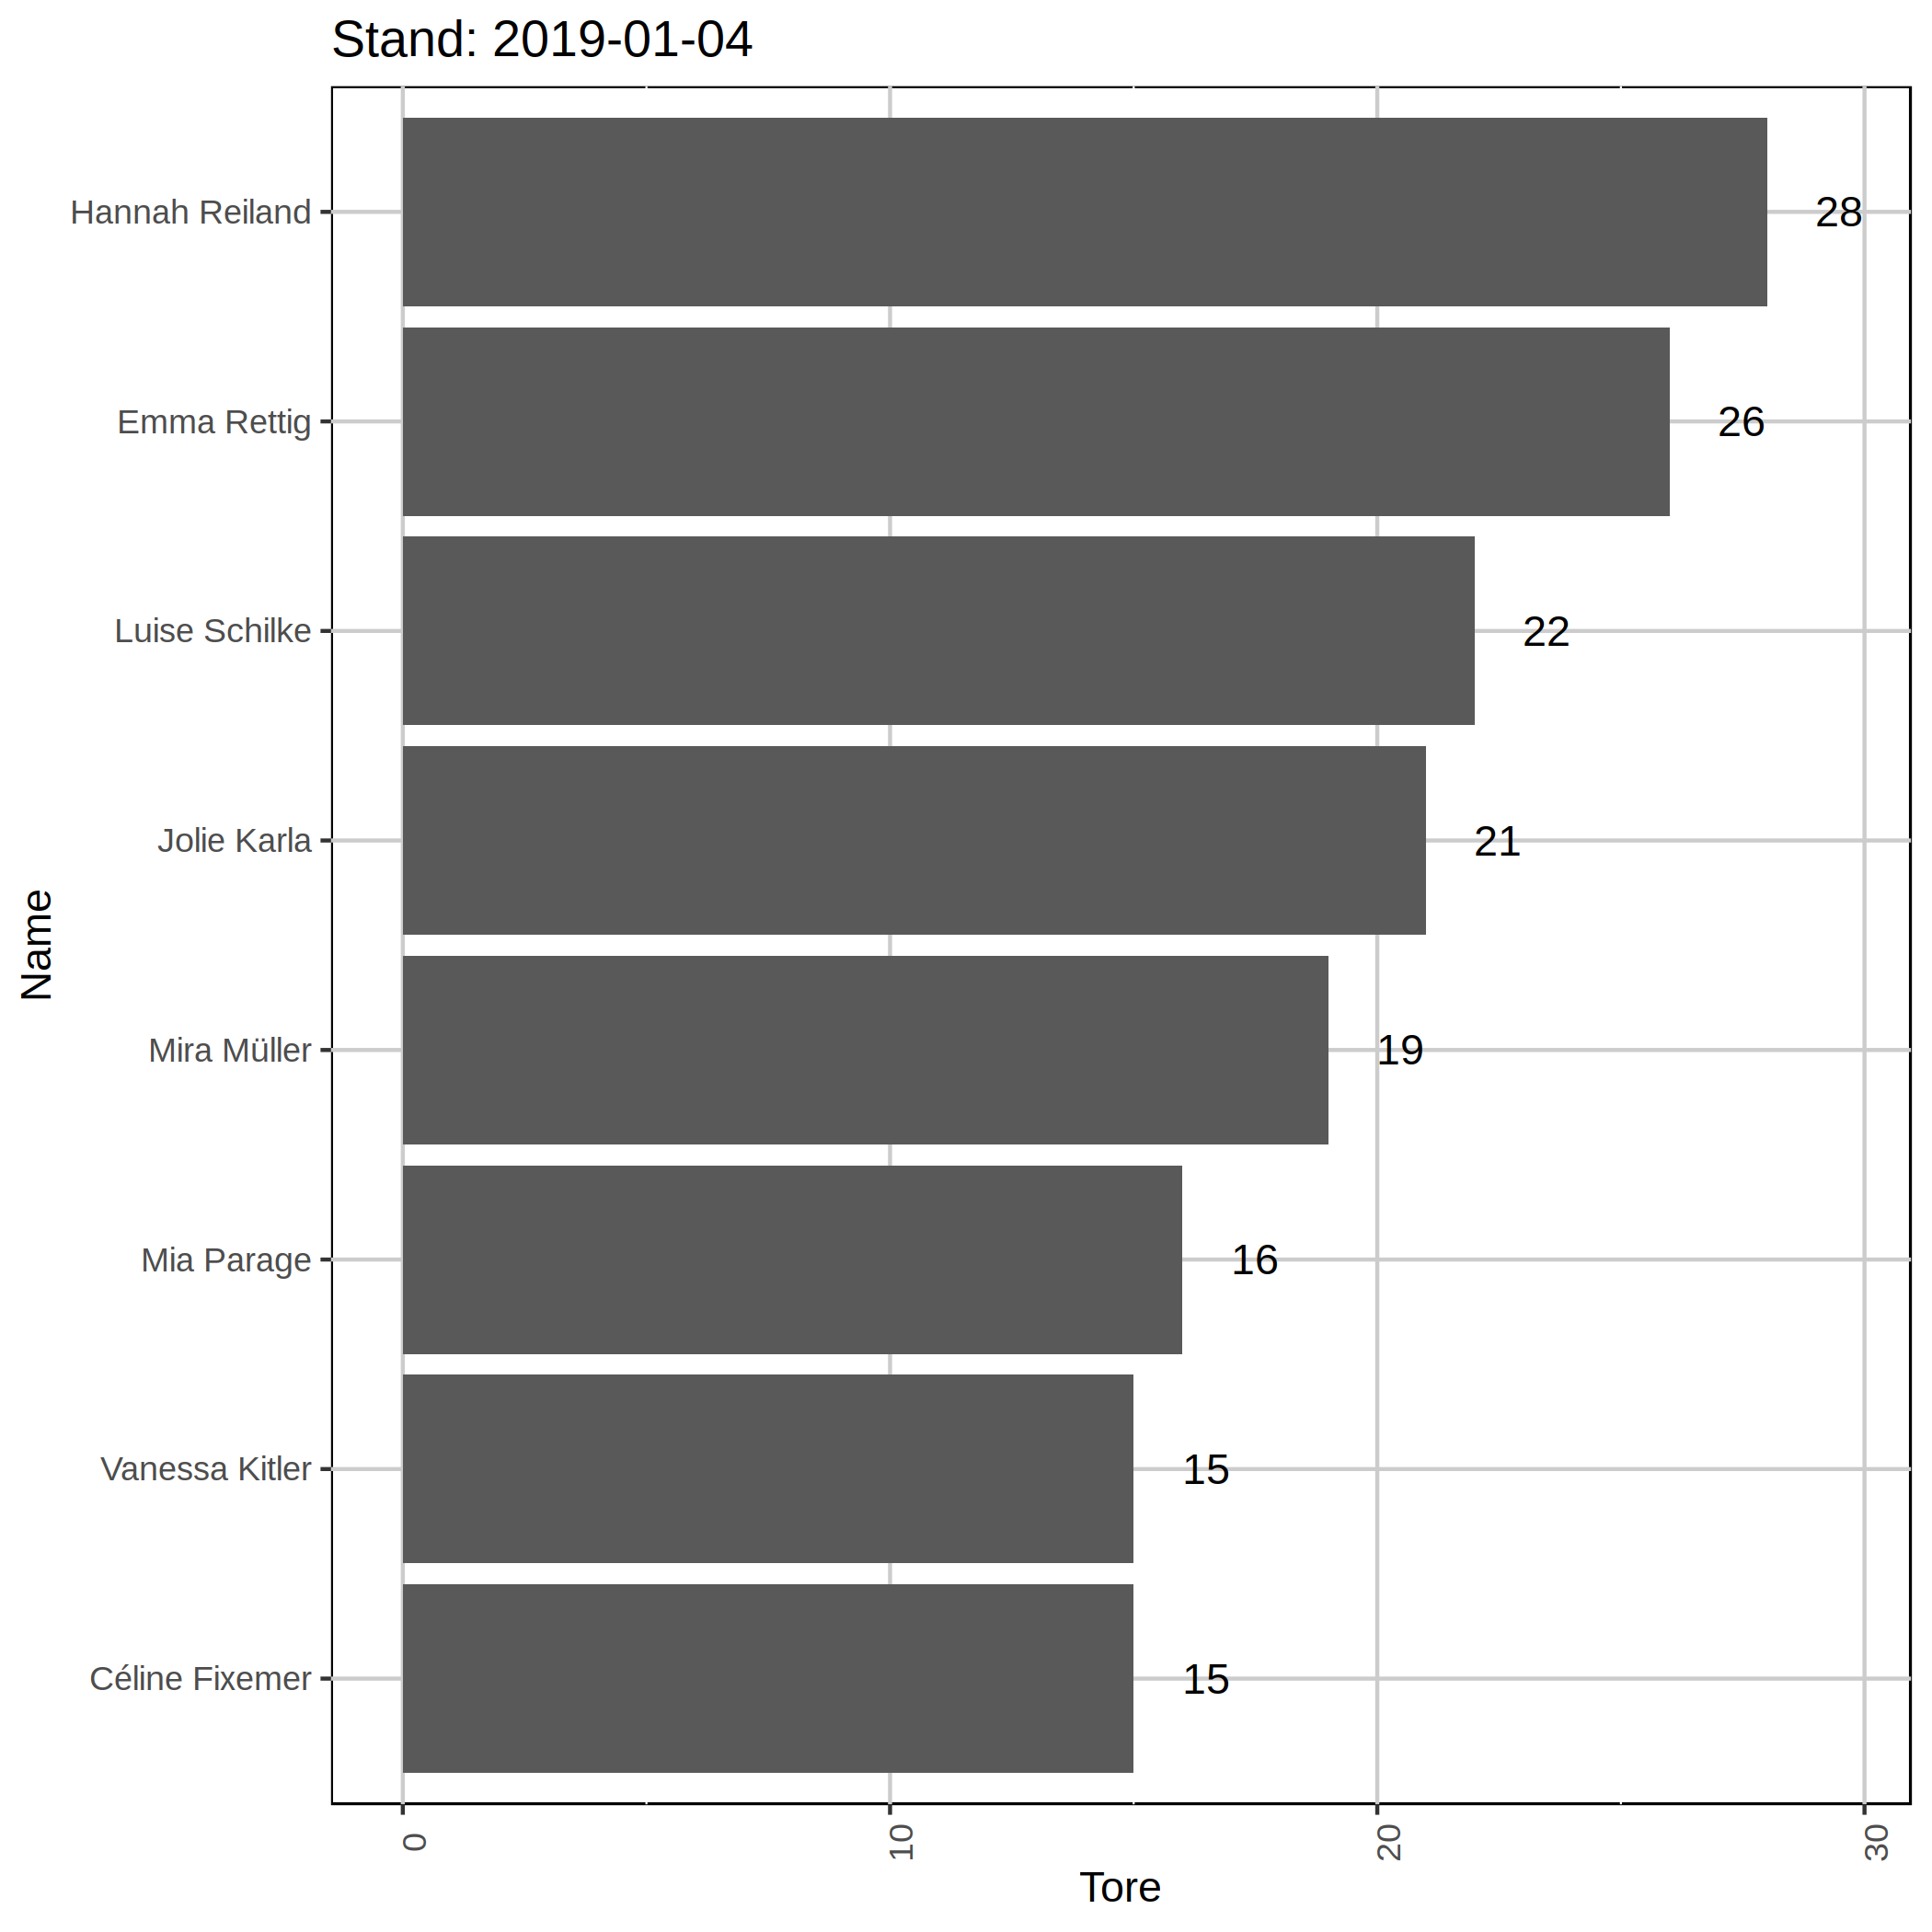 Stand: 2019-01-04
Hannah Reiland
28
Emma Rettig
26
Luise Schilke
22
Jolie Karla
21
Mira Müller
19
Mia Parage
16
Vanessa Kitler
15
Céline Fixemer
15
Name
0 10 20 30
Tore